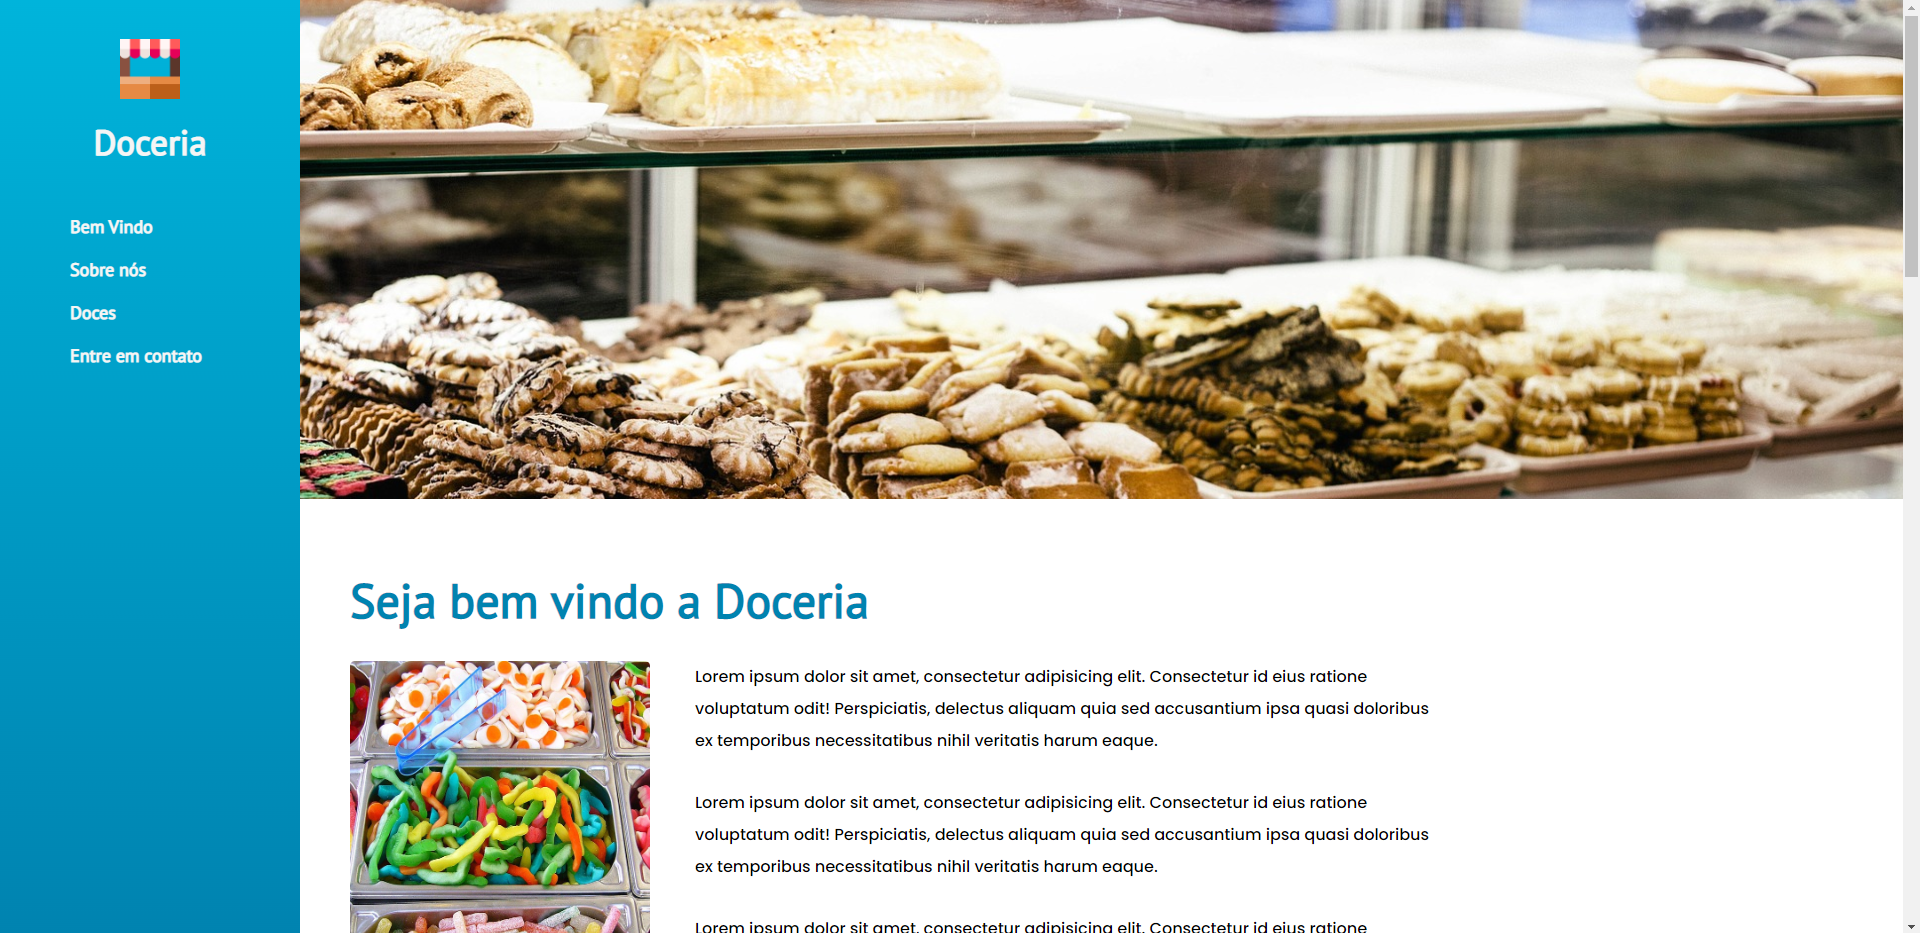 Doceria
Bem Vindo
Sobre nós
Doces
Entre em contato
Seja bem vindo a Doceria
Lorem ipsum dolor sit amet, consectetur adipisicing elit. Consectetur id eius ratione
voluptatum odit! Perspiciatis, delectus aliquam quia sed accusantium ipsa quasi doloribus
ex temporibus necessitatibus nihil veritatis harum eaque.
Lorem ipsum dolor sit amet, consectetur adipisicing elit. Consectetur id eius ratione
voluptatum odit! Perspiciatis, delectus aliquam quia sed accusantium ipsa quasi doloribus
ex temporibus necessitatibus nihil veritatis harum eaque.
Lorem ipsum dolor sit amet, consectetur adipisicing elit. Consectetur id eius ratione